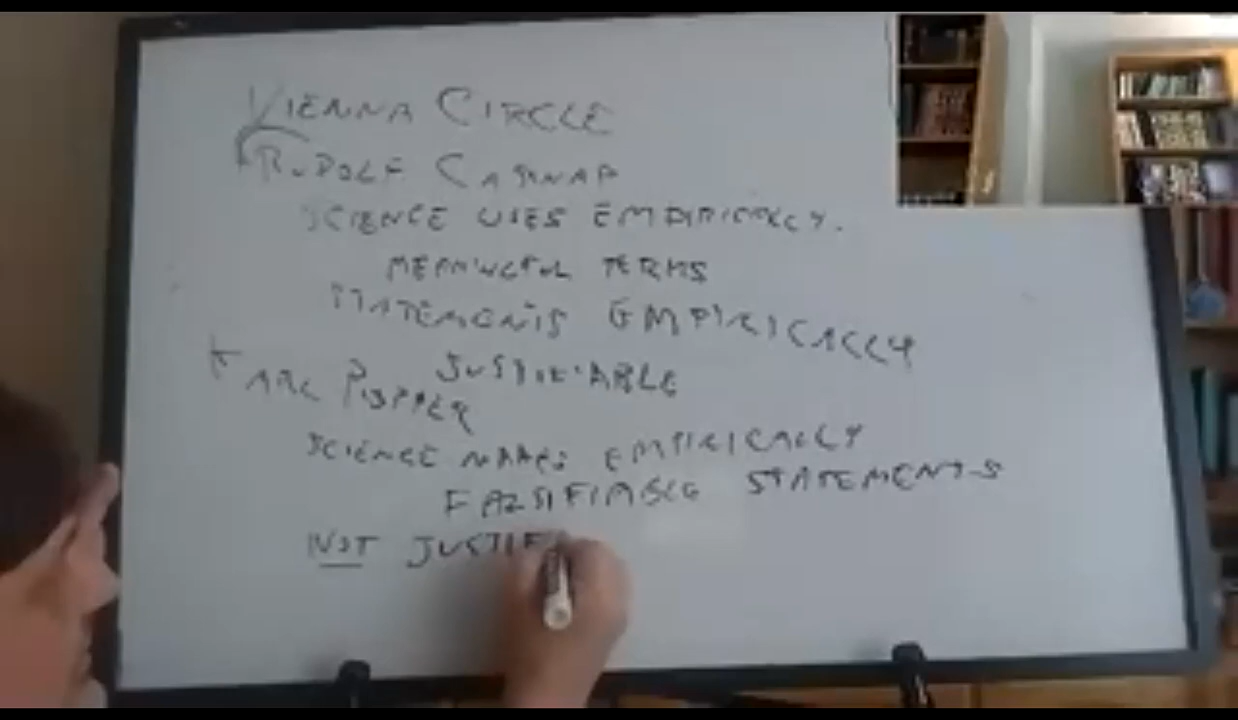 VIENNA CIRCLE
RUDOLF CARNAP
SCIENCE USES EMPIRICALLY.
MEANINGFUL TERMS
STATEMENTS EMPIRICALLY
JUSTIFIABLE
KARL POPPER
SCIENCE MAKES EMPIRICALLY
FALSIFIABLE STATEMENTS
NOT JUSTIF